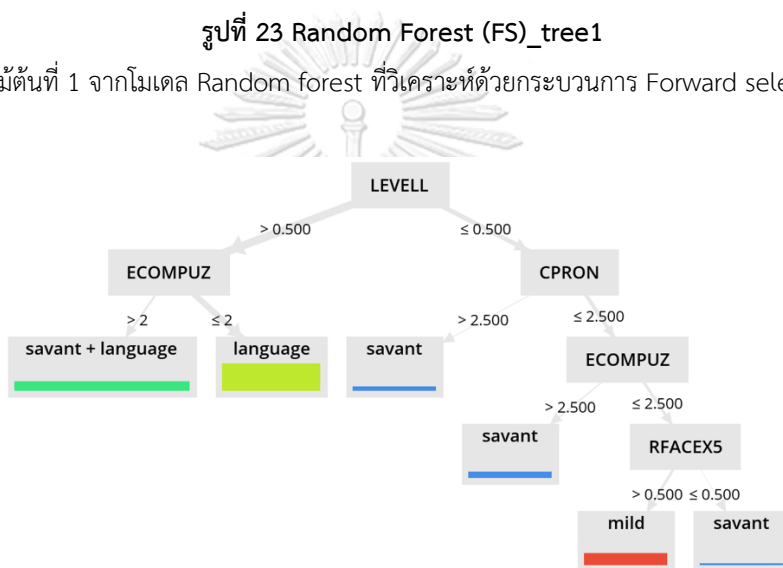 รูปที่ 23 Random Forest (FS)_tree1
ต้นที่ 1 จากโมเดล Random forest ที่วิเคราะห์ด้วยกระบวนการ Forward
LEVELL
> 0.500 ≤ 0.500
ECOMPUZ CPRON
> 2 ≤ 2 > 2.500 ≤ 2.500
savant + language language savant ECOMPUZ
> 2.500 ≤ 2.500
savant RFACEX5
> 0.500 ≤ 0.500
mild savant